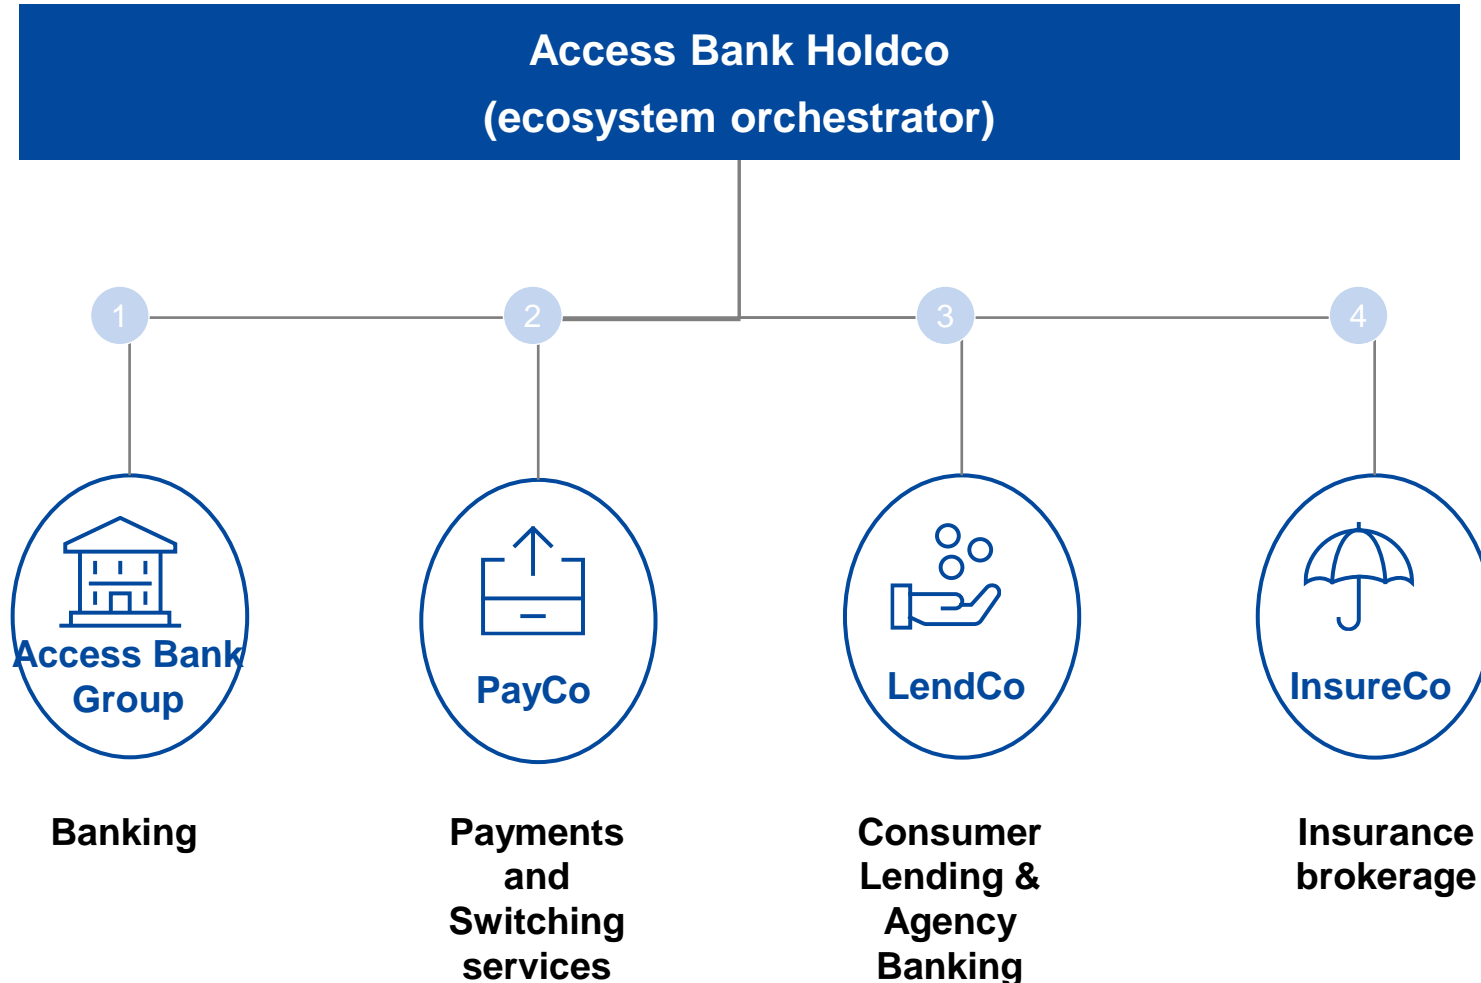 Access Bank Holdco
(ecosystem orchestrator)
1
2
3
4
Access Bank
Group
PayCo
LendCo
InsureCo
Banking
Payments
and
Switching
services
Consumer
Lending &
Agency
Banking
Insurance
brokerage